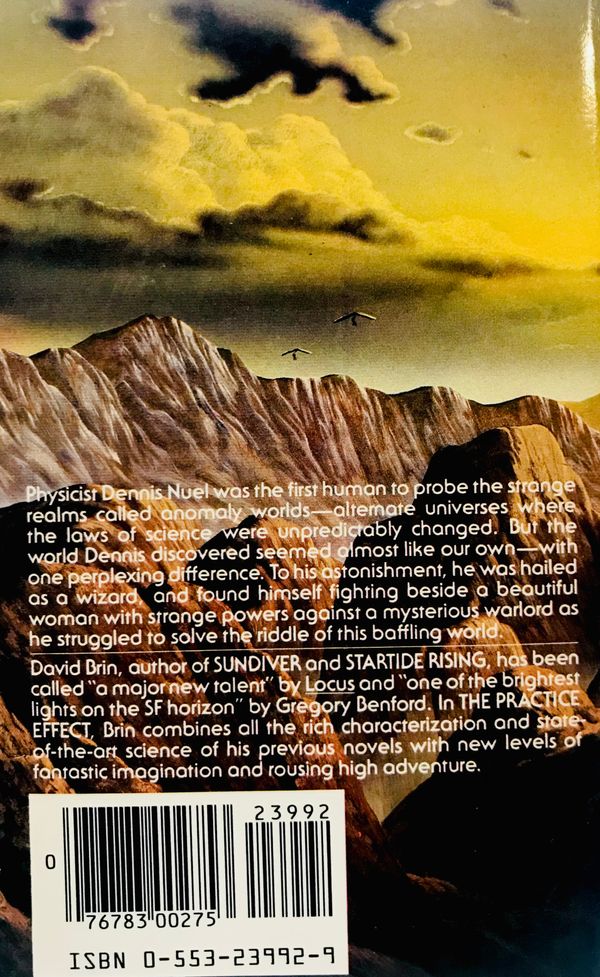 Physicist Dennis Nuel was the first human to probe the strange
realms called anomaly worlds—alternate universes where
the laws of science were unpredictably changed. But the
world Dennis discovered seemed almost like our own—with
one perplexing difference. To his astonishment, he was hailed
as a wizard, and found himself fighting beside a beautiful
woman with strange powers against a mysterious warlord as
he struggled to solve the riddle of this baffling world.
David Brin, author of SUNDIVER and STARTIDE RISING, has been
called "a major new talent" by Locus and "one of the brightest
lights on the SF horizon" by Gregory Benford. In THE PRACTICE
EFFECT, Brin combines all the rich characterization and state-
of-the-art science of his previous novels with new levels of
fantastic imagination and rousing high adventure.
23992
0
76783 00275
ISBN 0-553-23992-9